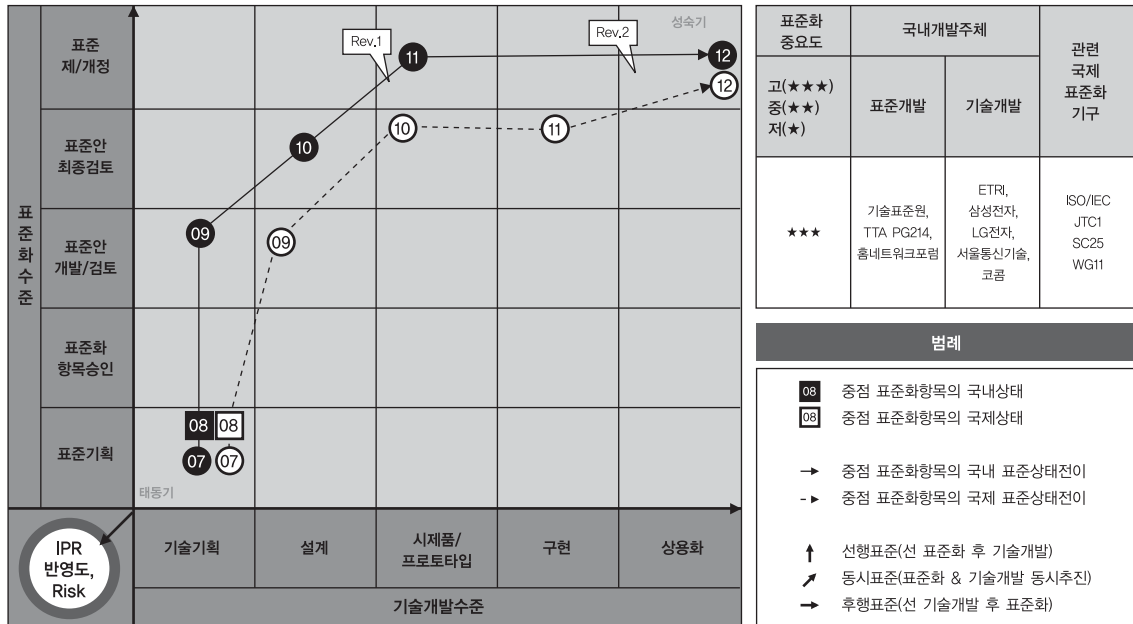 표준화수준
표준
제/개정
표준안
최종검토
표준안
개발/검토
표준화
항목승인
표준기획
성숙기
Rev.1
Rev.2
11
12
12
10
10
11
09
09
08
08
07
07
태동기
IPR
반영도,
Risk
기술기획
설계
시제품/
프로토타입
구현
상용화
기술개발수준
표준화
중요도
국내개발주체
관련
국제
표준화
기구
고(★★★)
중(★★)
저(★)
표준개발
기술개발
★★★
기술표준원,
TTA PG214,
홈네트워크포럼
ETRI,
삼성전자,
LG전자,
서울통신기술,
코콤
ISO/IEC
JTC1
SC25
WG11
범례
08 중점 표준화항목의 국내상태
08 중점 표준화항목의 국제상태
→ 중점 표준화항목의 국내 표준상태전이
-► 중점 표준화항목의 국제 표준상태전이
↑ 선행표준(선 표준화 후 기술개발)
↗ 동시표준(표준화 & 기술개발 동시추진)
→ 후행표준(선 기술개발 후 표준화)